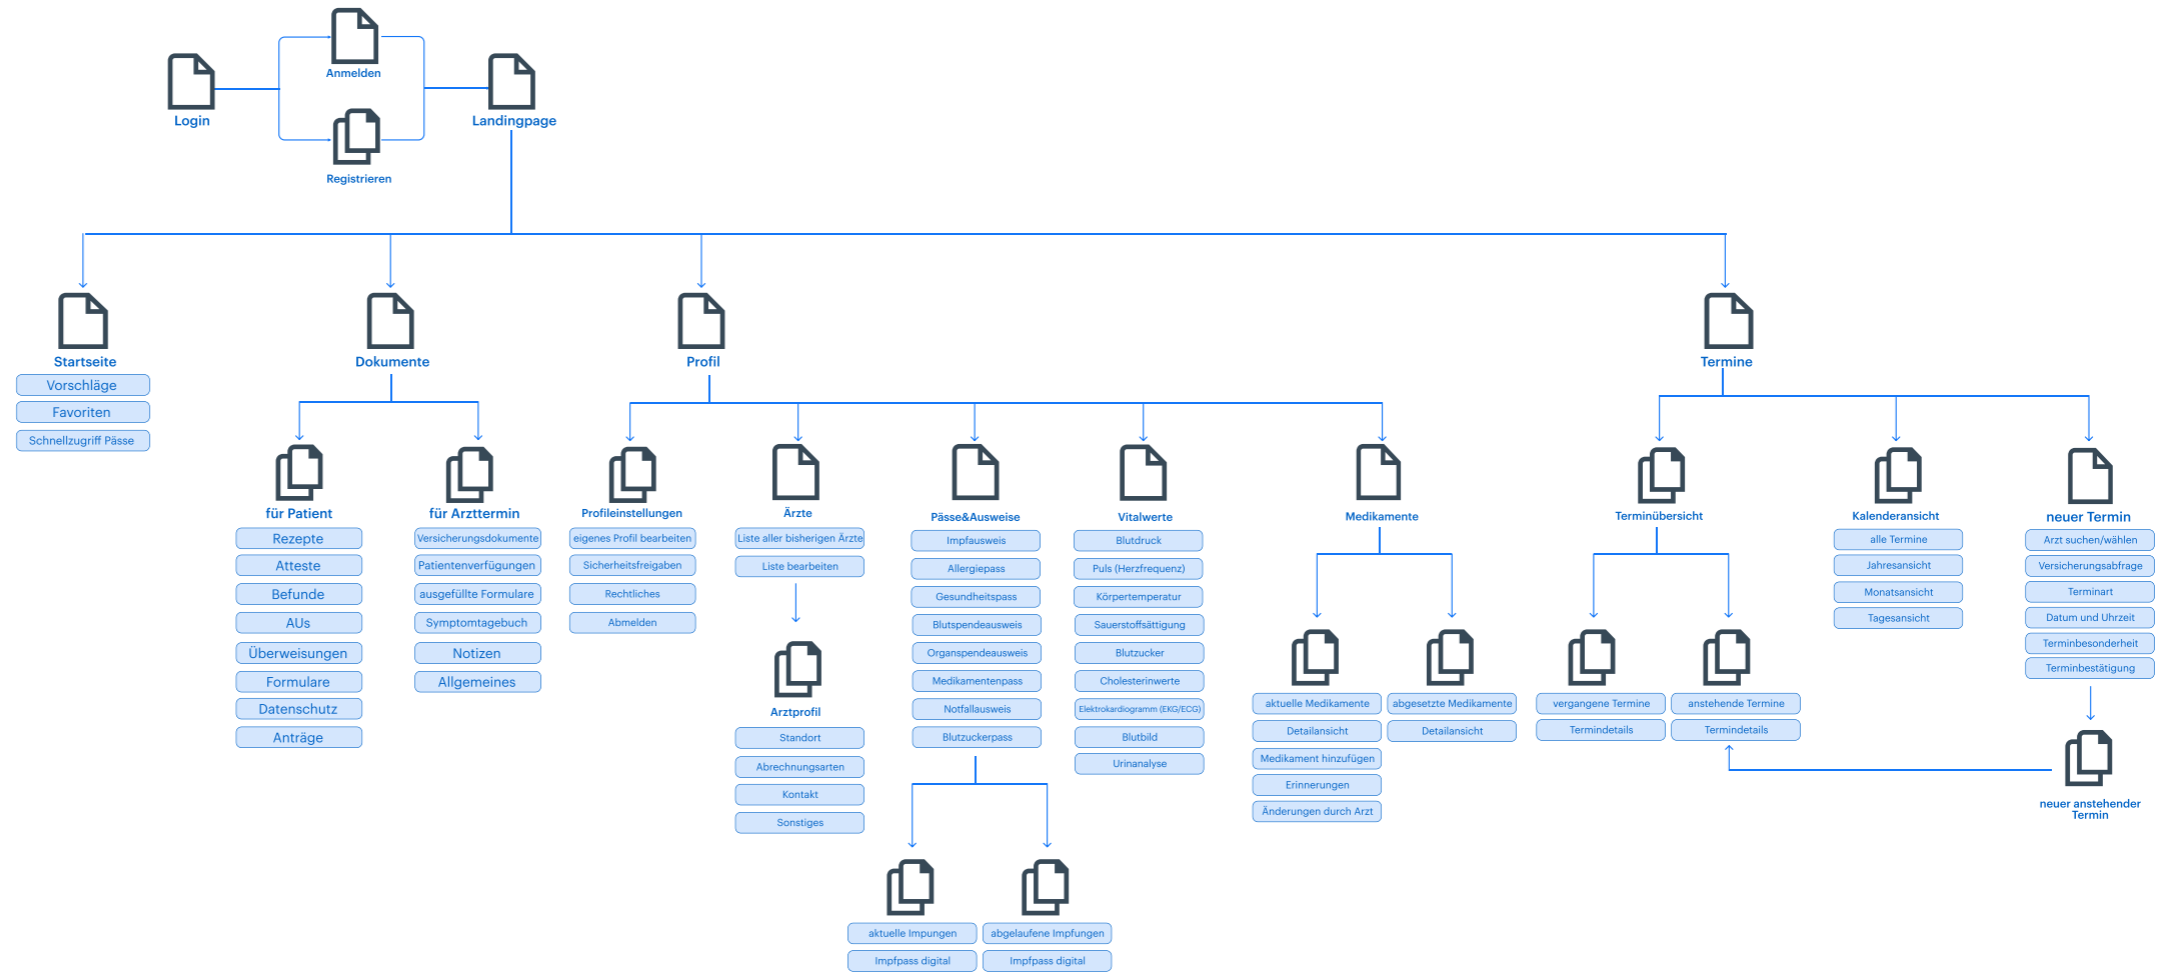 Anmelden
Login
Landingpage
Registrieren
Startseite
Vorschläge
Favoriten
Schnellzugriff Pässe
Dokumente
für Patient
Rezepte
Atteste
Befunde
AUs
Überweisungen
Formulare
Datenschutz
Anträge
für Arzttermin
Versicherungsdokumente
Patientenverfügungen
ausgefüllte Formulare
Symptomtagebuch
Notizen
Allgemeines
Profil
Profileinstellungen
eigenes Profil bearbeiten
Sicherheitsfreigaben
Rechtliches
Abmelden
Ärzte
Liste aller bisherigen Ärzte
Liste bearbeiten
Arztprofil
Standort
Abrechnungsarten
Kontakt
Sonstiges
Pässe&Ausweise
Impfausweis
Allergiepass
Gesundheitspass
Blutspendeausweis
Organspendeausweis
Medikamentenpass
Notfallausweis
Blutzuckerpass
aktuelle Impungen
Impfpass digital
abgelaufene Impfungen
Impfpass digital
Vitalwerte
Blutdruck
Puls (Herzfrequenz)
Körpertemperatur
Sauerstoffsättigung
Blutzucker
Cholesterinwerte
Elektrokardiogramm (EKG/ECG)
Blutbild
Urinanalyse
Medikamente
aktuelle Medikamente
Detailansicht
Medikament hinzufügen
Erinnerungen
Änderungen durch Arzt
abgesetzte Medikamente
Detailansicht
Termine
Terminübersicht
vergangene Termine
Termindetails
anstehende Termine
Termindetails
Kalenderansicht
alle Termine
Jahresansicht
Monatsansicht
Tagesansicht
neuer Termin
Arzt suchen/wählen
Versicherungsabfrage
Terminart
Datum und Uhrzeit
Terminbesonderheit
Terminbestätigung
neuer anstehender
Termin